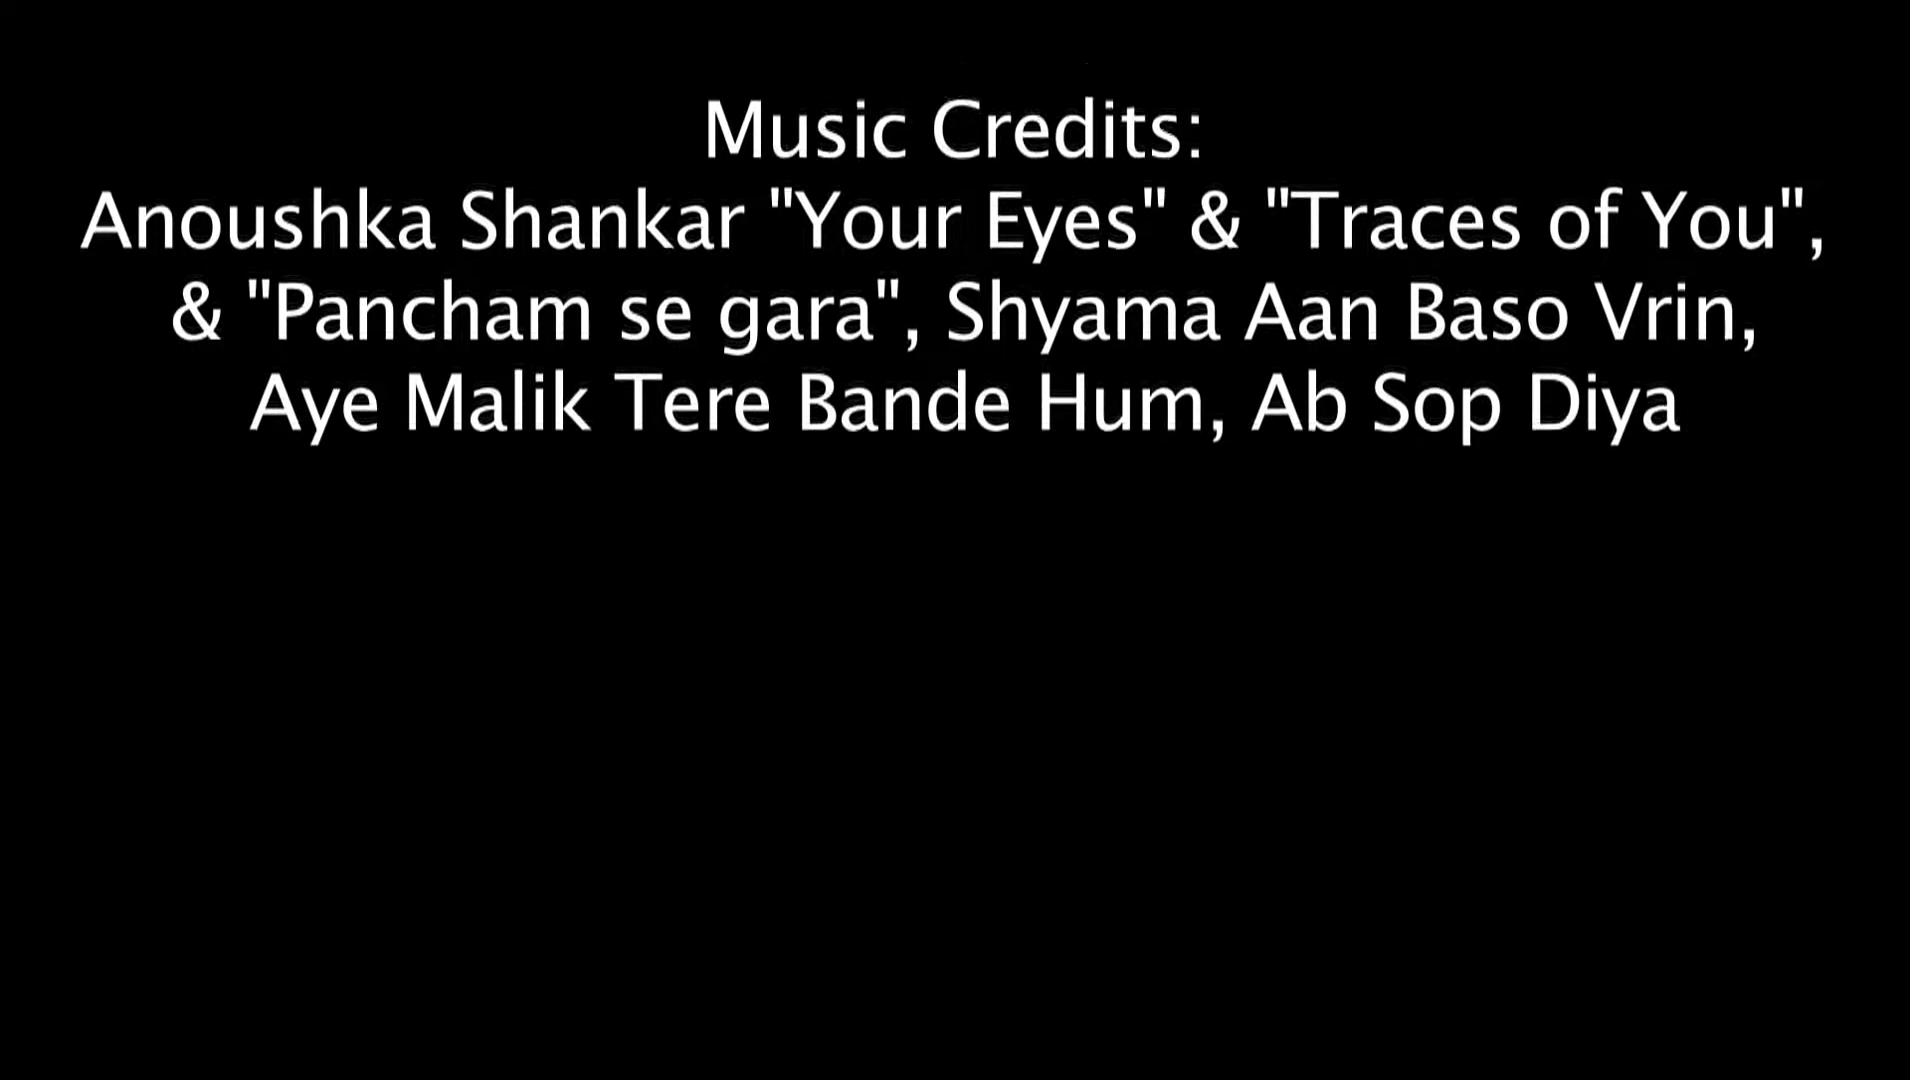 Music Credits:
Anoushka Shankar "Your Eyes" & "Traces of You",
& "Pancham se gara", Shyama Aan Baso Vrin,
Aye Malik Tere Bande Hum, Ab Sop Diya